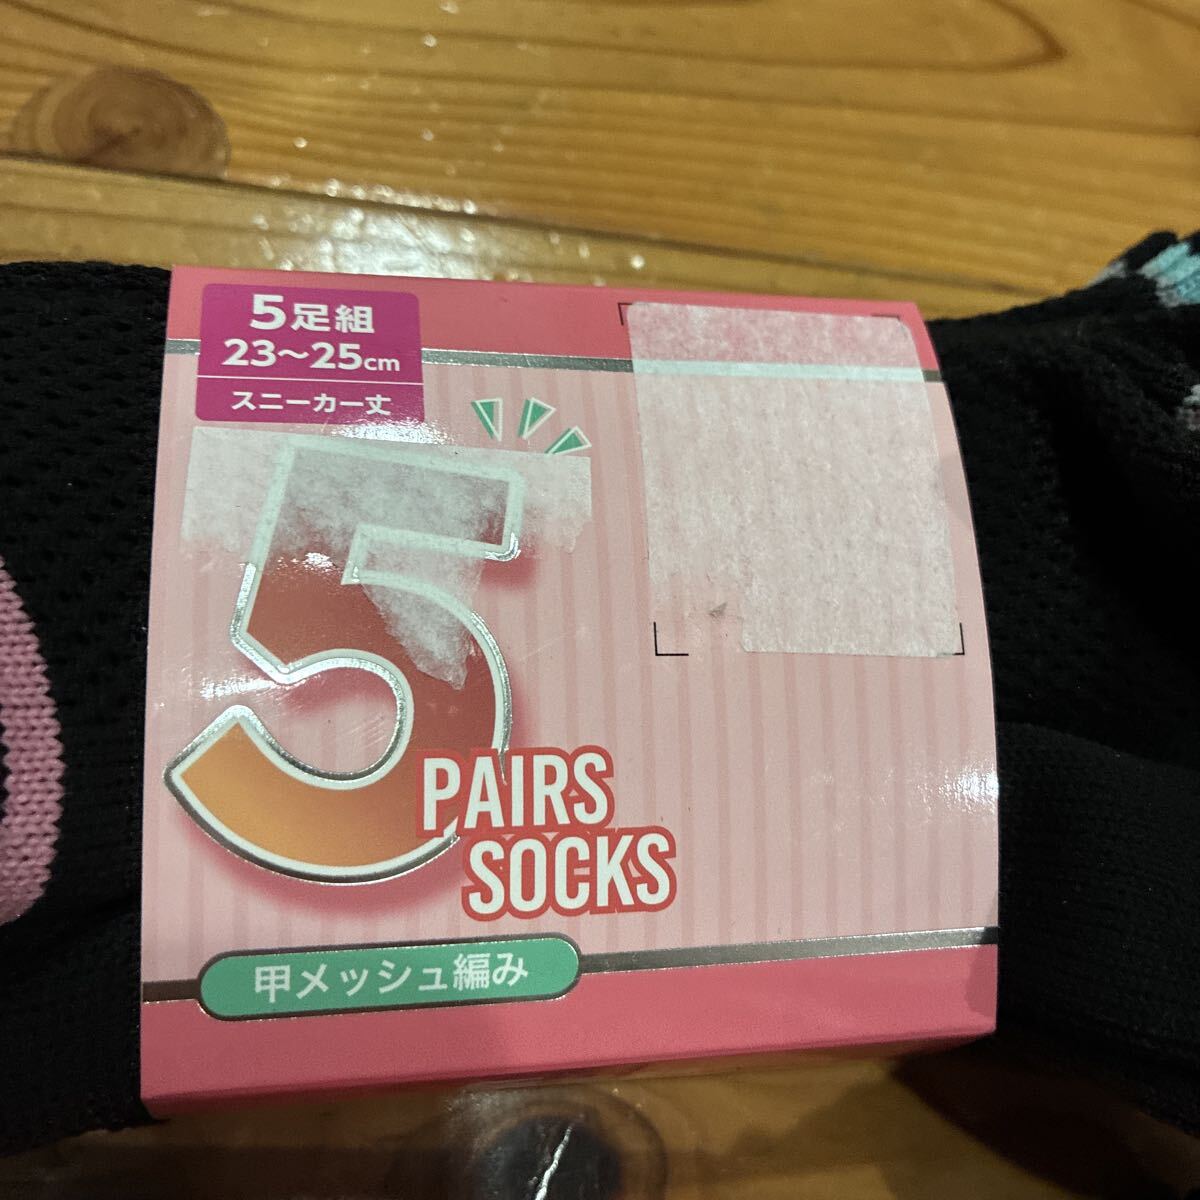 5足組
23〜25cm
スニーカー丈
5
PAIRS
SOCKS
甲メッシュ編み